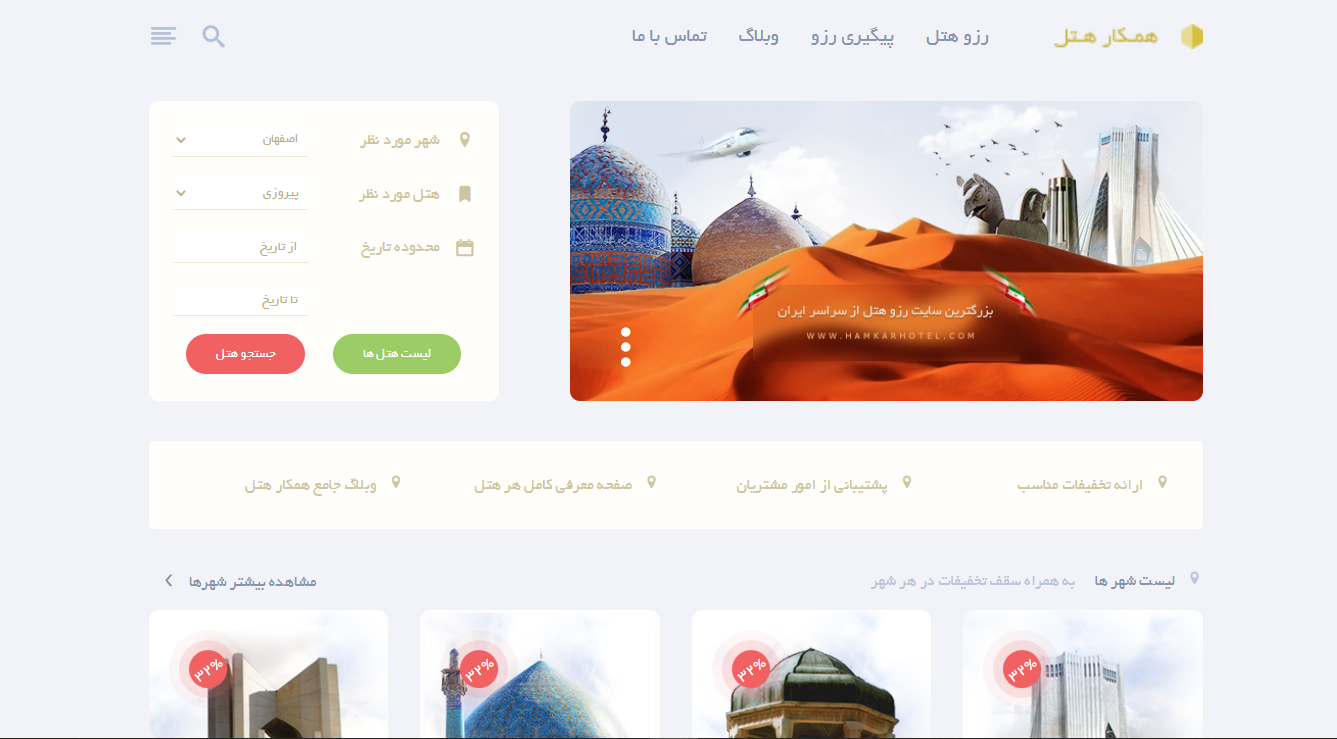 همکار هتل
رزو هتل
پیگیری رزو
وبلاگ
تماس با ما
بزرگترین سایت رزو هتل از سراسر ایران
WWW.HAMKARHOTEL.COM
شهر مورد نظر
اصفهان
هتل مورد نظر
پیروزی
محدوده تاریخ
از تاریخ
تا تاریخ
لیست هتل ها
جستجو هتل
ارائه تخفیفات مناسب
پشتیبانی از امور مشتریان
صفحه معرفی کامل هر هتل
وبلاگ جامع همکار هتل
لیست شهر ها
به همراه سقف تخفیفات در هر شهر
مشاهده بیشتر شهرها
۳۲%
۳۲%
۳۲%
۳۲%